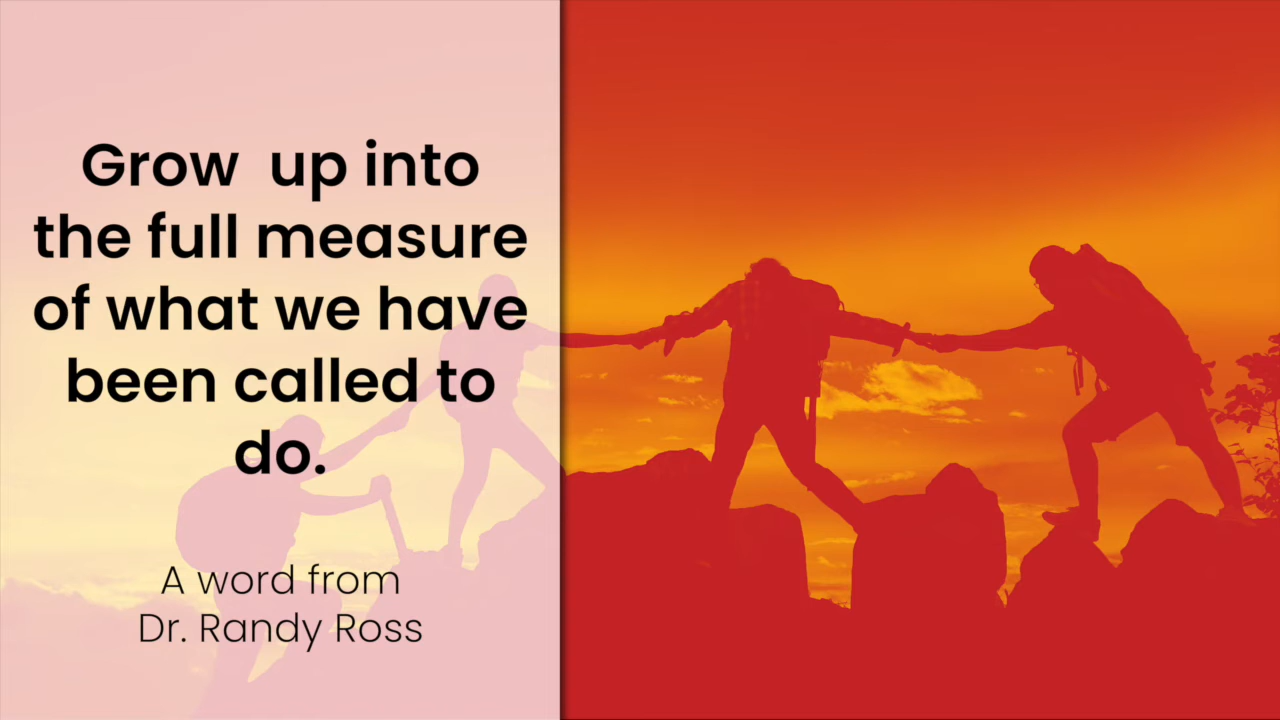 Grow  up into
the full measure
of what we have
been called to
do.
A word from
Dr. Randy Ross